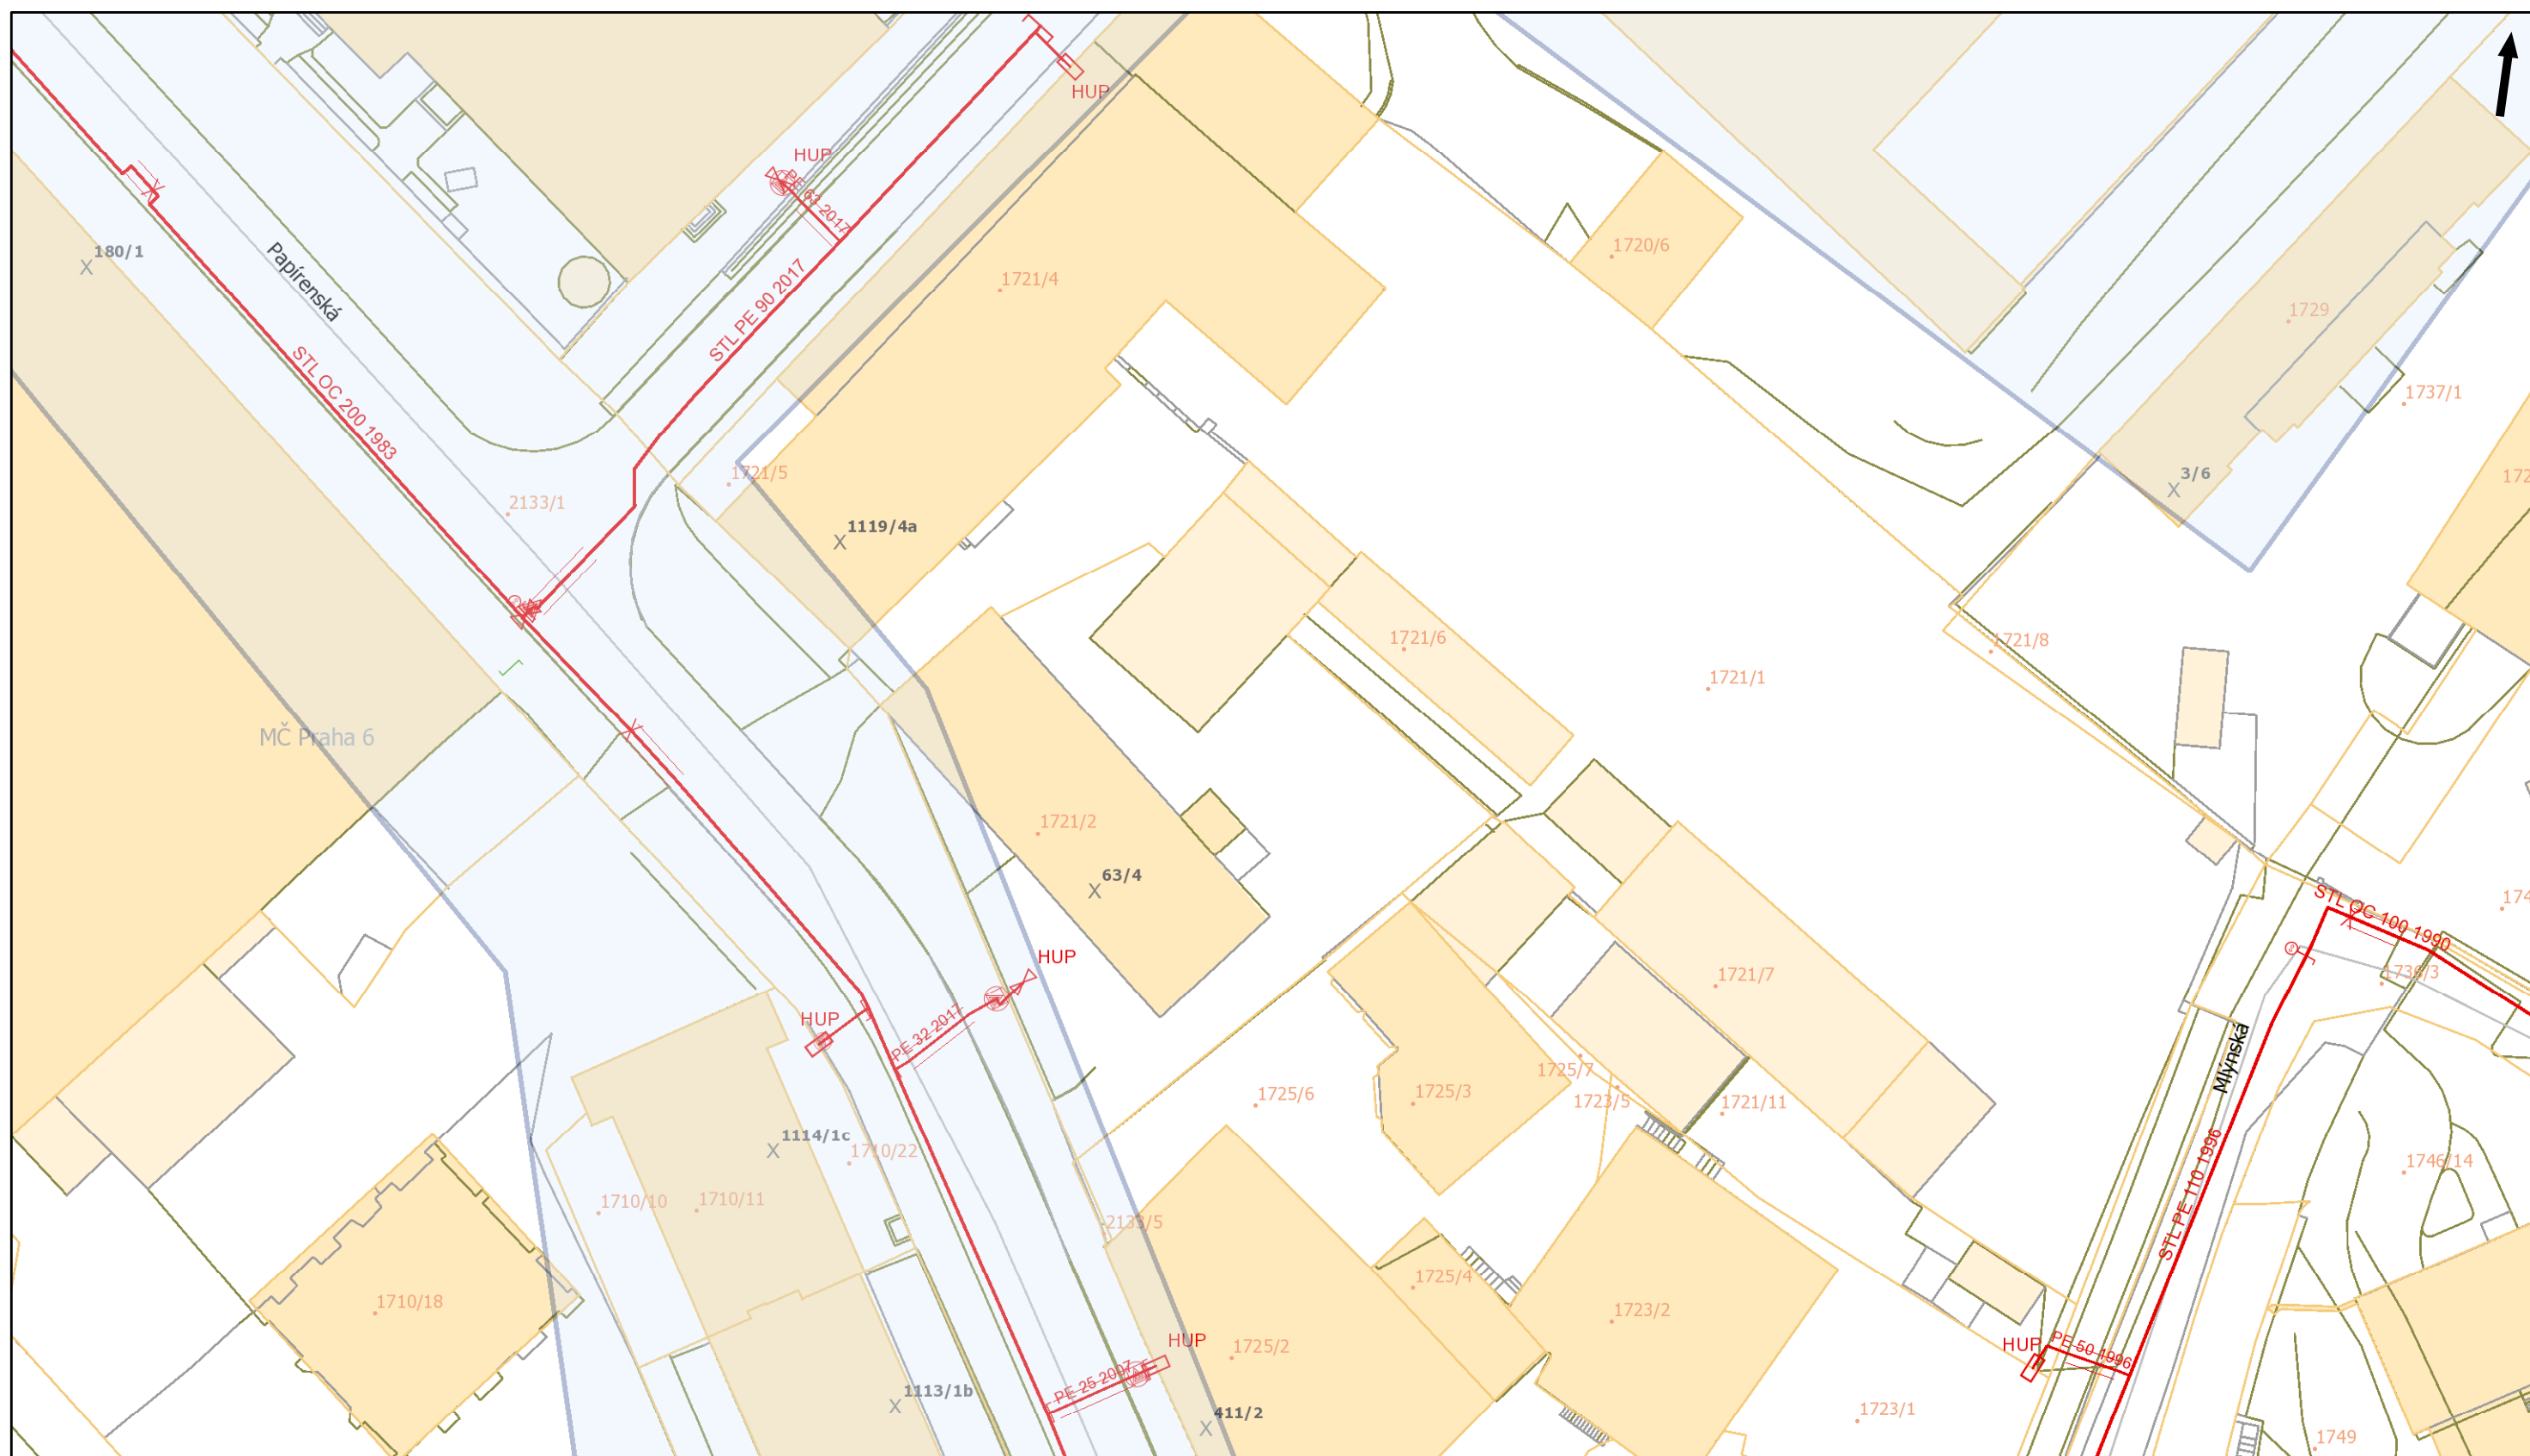 HUP
HUP
PE 63 2017
180/1
Papírenská
1720/6
1721/4
STL PE 90 2017
1729
STL OC 200 1983
1737/1
1721/5
3/6
2133/1
1119/4a
1721/6
1721/8
1721/1
MČ Praha 6
1721/2
63/4
STL OC 100 1990
HUP
1721/7
1736/3
HUP
PE 32 2017
Mlýnská
1725/7
1725/6
1725/3
1723/5
1721/11
1114/1c
1710/22
1746/14
STL PE 110 1996
1710/10
1710/11
2133/5
1725/4
1710/18
1723/2
HUP
HUP
PE 50 1996
1725/2
PE 25 2007
1113/1b
411/2
1723/1
1749